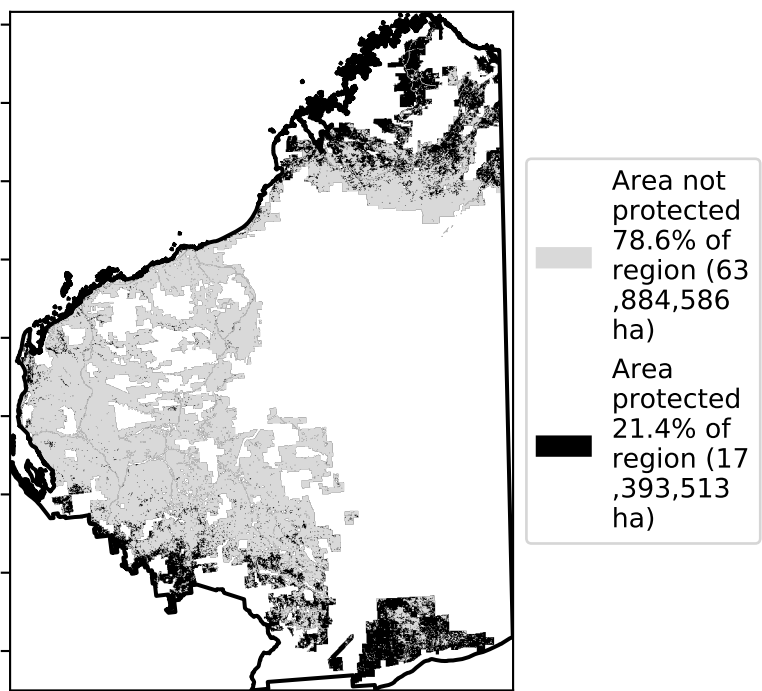 Area not
protected
78.6% of
region (63
,884,586
ha)
Area
protected
21.4% of
region (17
,393,513
ha)